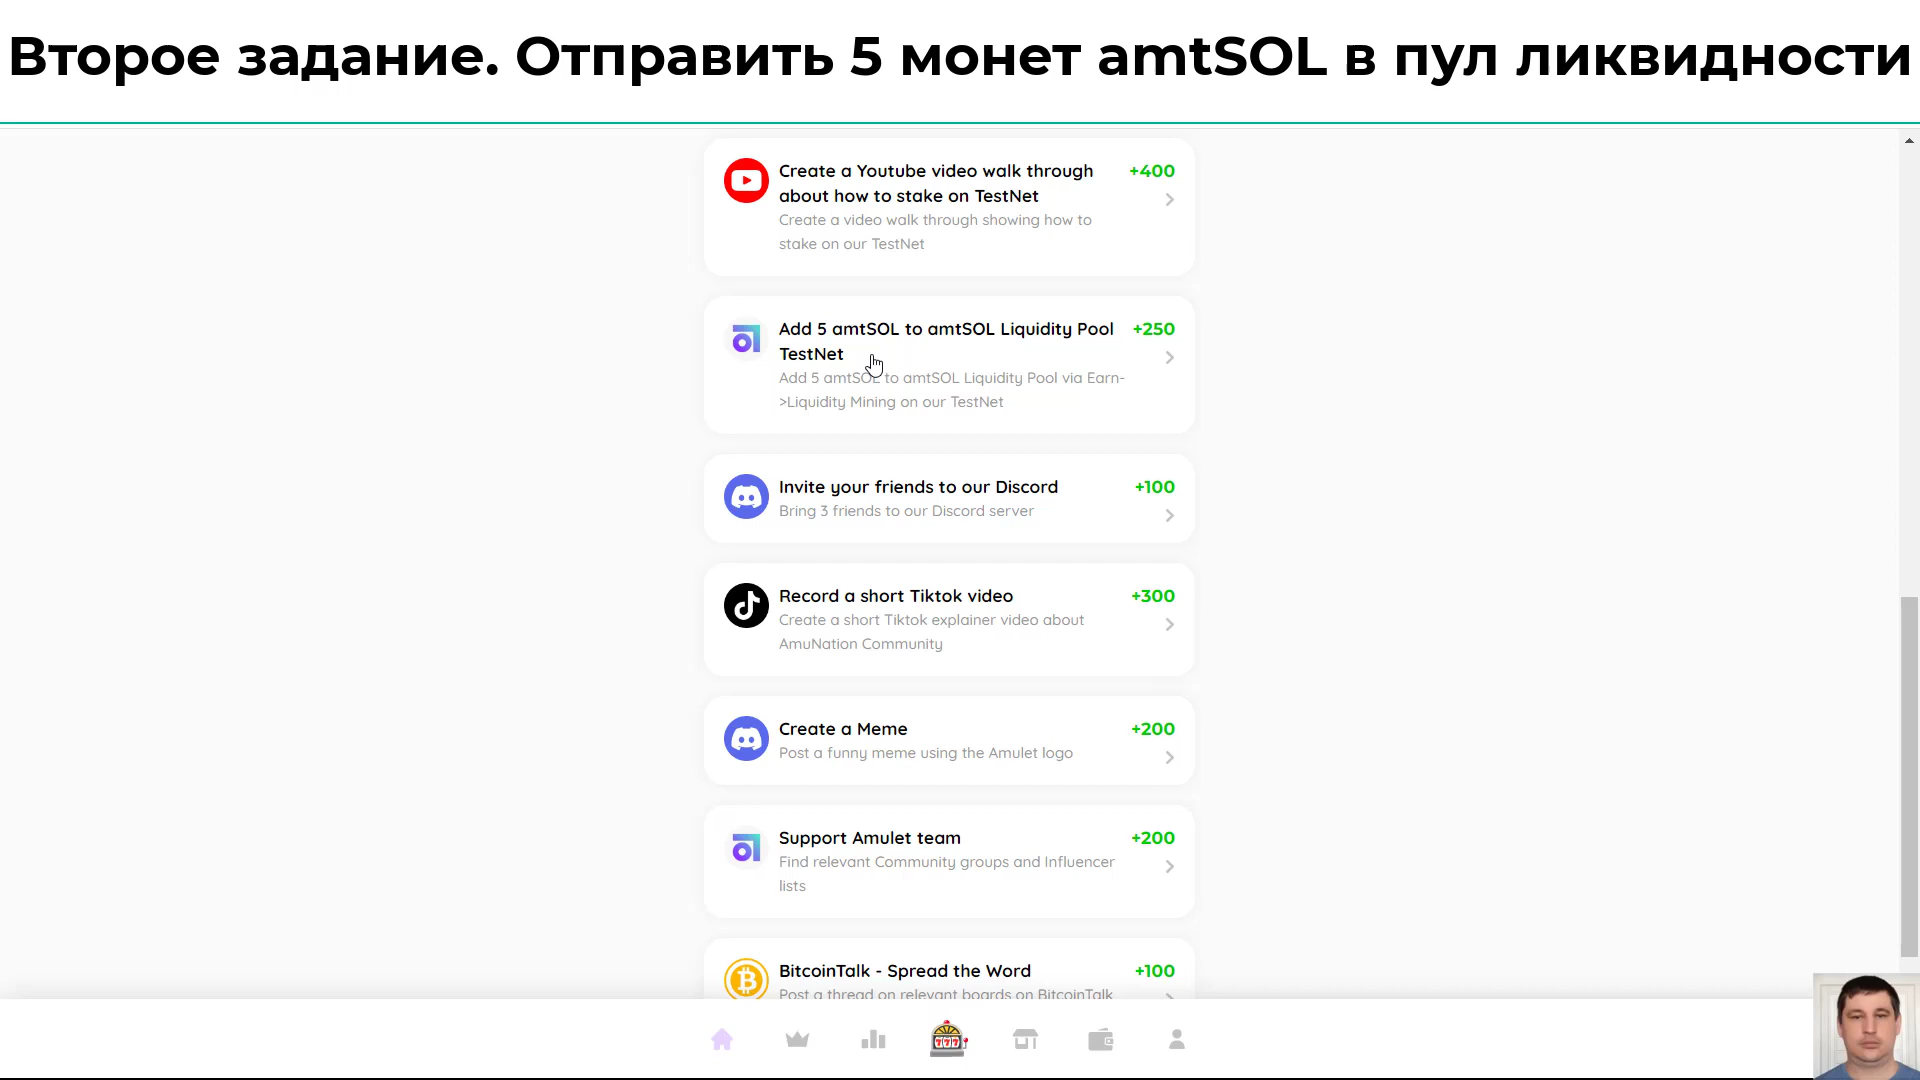 Второе задание. Отправить 5 монет amtSOL в пул ликвидности
Create a Youtube video walk through +400
about how to stake on TestNet
Create a video walk through showing how to
stake on our TestNet
Add 5 amtSOL to amtSOL Liquidity Pool +250
TestNet
Add 5 amtSOL to amtSOL Liquidity Pool via Earn-
>Liquidity Mining on our TestNet
Invite your friends to our Discord +100
Bring 3 friends to our Discord server
Record a short Tiktok video +300
Create a short Tiktok explainer video about
AmuNation Community
Create a Meme +200
Post a funny meme using the Amulet logo
Support Amulet team +200
Find relevant Community groups and Influencer
lists
BitcoinTalk - Spread the Word +100
Post a thread on relevant boards on BitcoinTalk
777